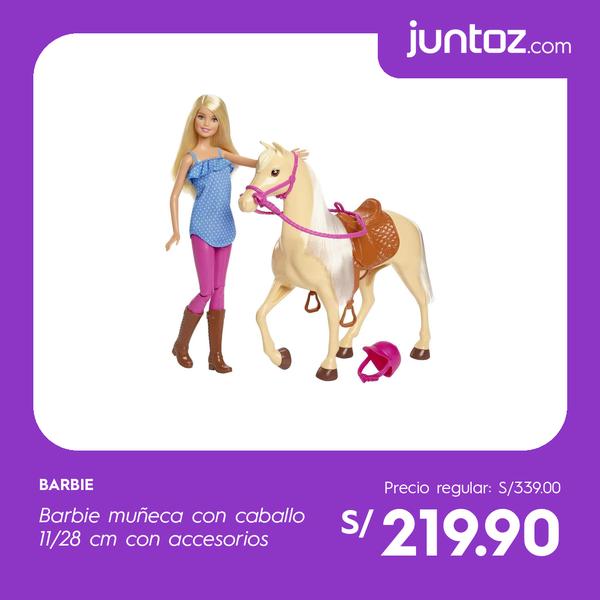 juntoz.com
BARBIE
Barbie muñeca con caballo
11/28 cm con accesorios
Precio regular: S/339.00
S/219.90